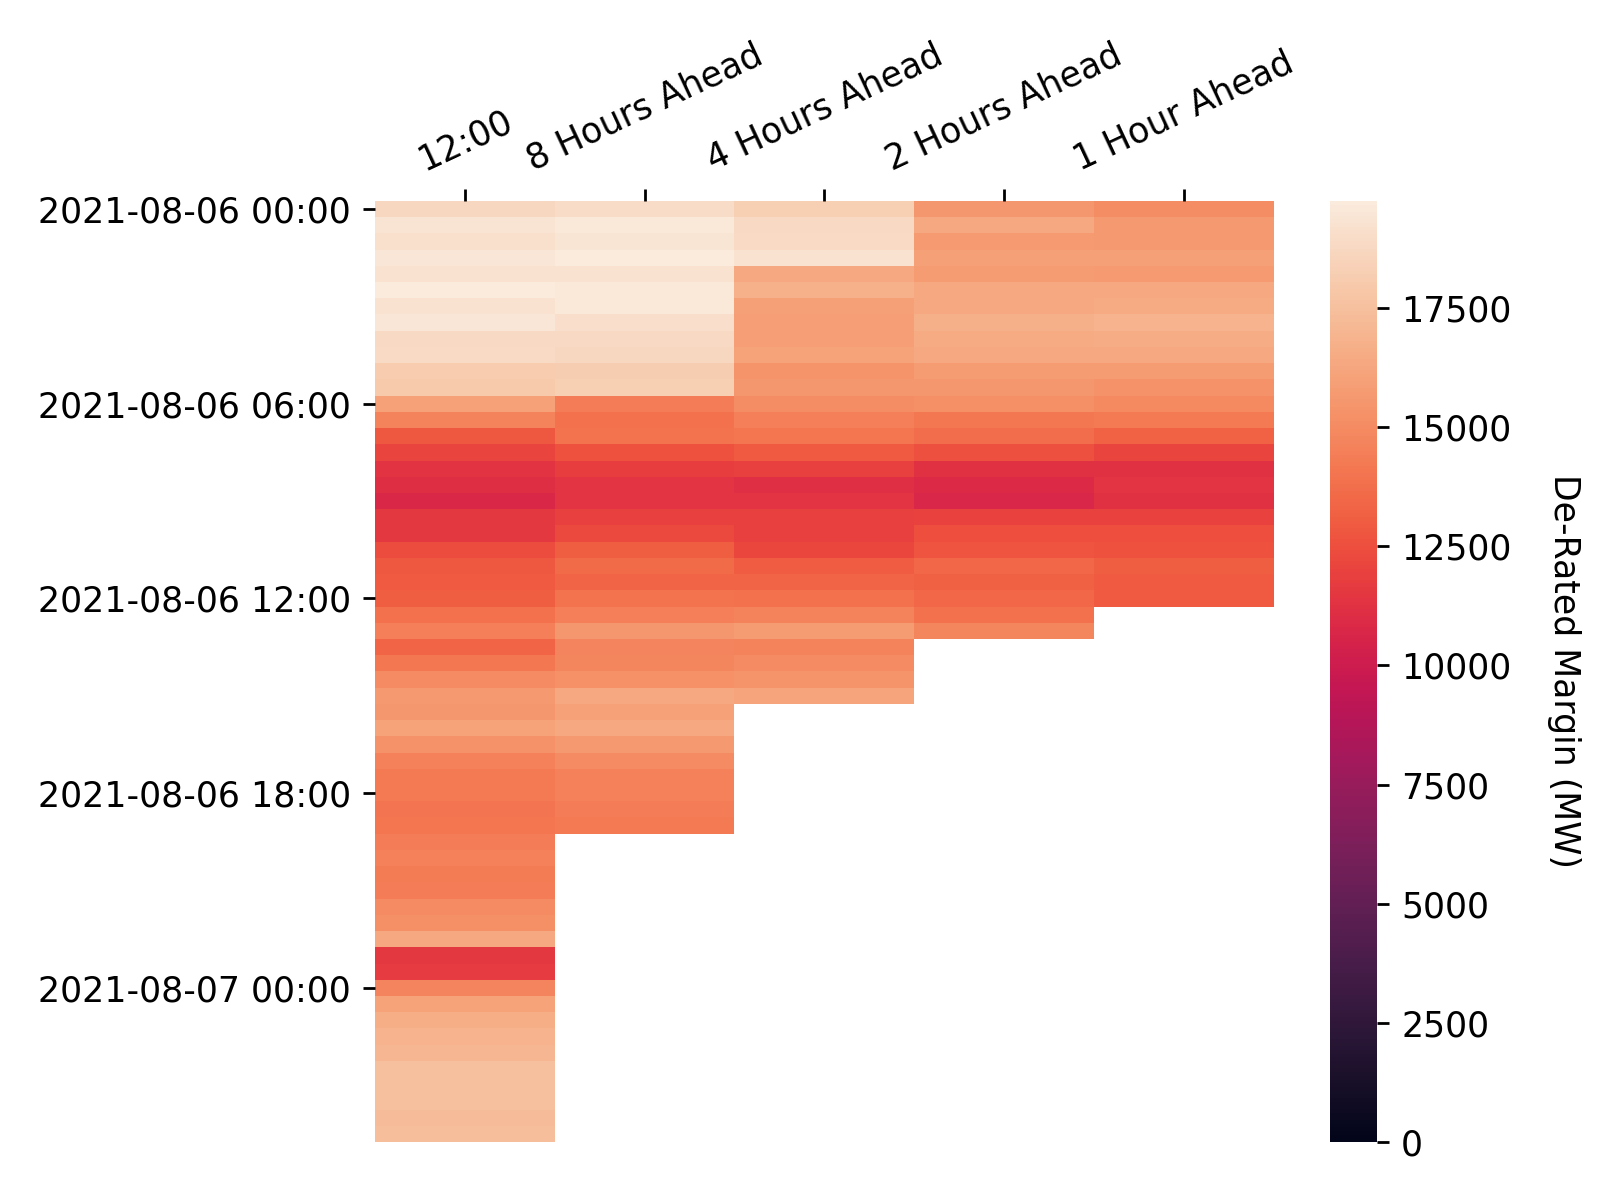 12:00
8 Hours Ahead
4 Hours Ahead
2 Hours Ahead
1 Hour Ahead
2021-08-06 00:00
2021-08-06 06:00
2021-08-06 12:00
2021-08-06 18:00
2021-08-07 00:00
17500
15000
12500
10000
7500
5000
2500
0
De-Rated Margin (MW)